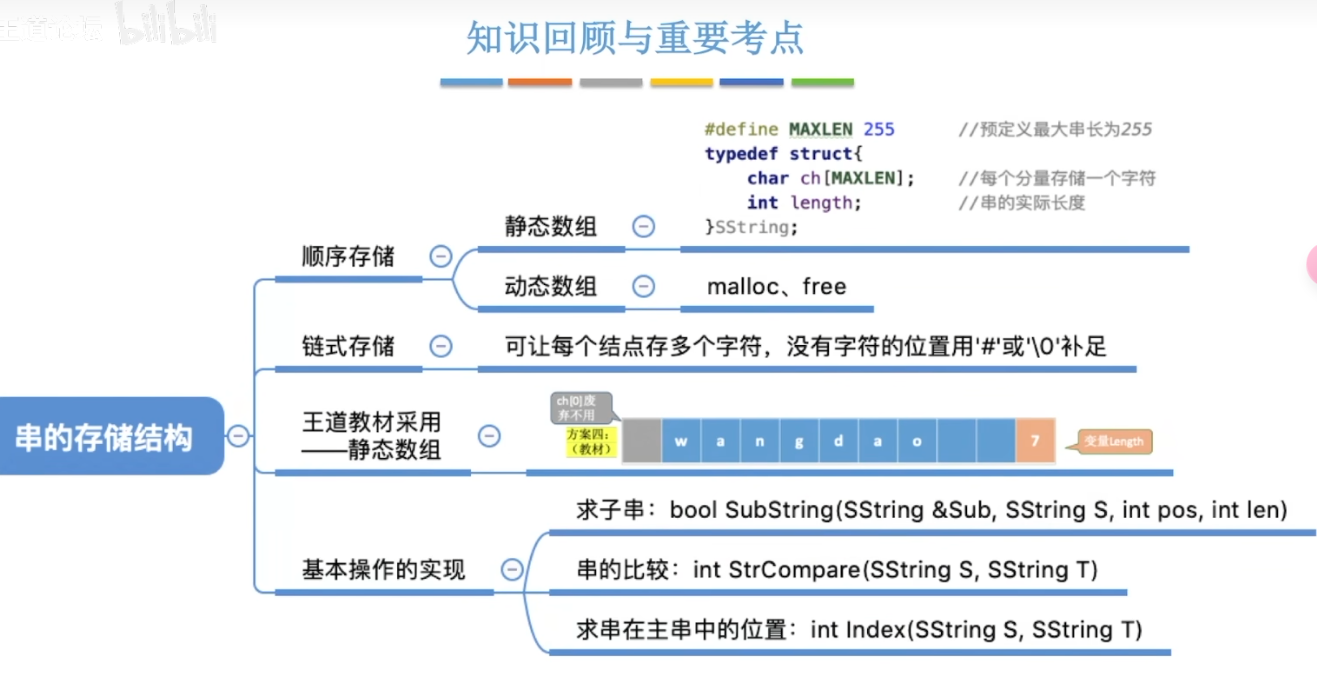 bilibili
知识回顾与重要考点
#define MAXLEN 255 //预定义最大串长为255
typedef struct{
char ch[MAXLEN]; //每个分量存储一个字符
int length; //串的实际长度
}SString;
静态数组
顺序存储
动态数组
malloc、free
链式存储
可让每个结点存多个字符，没有字符的位置用'#'或'\0'补足
串的存储结构
王道教材采用
——静态数组
ch[0]废
弃不用
方案四：
（教材）
w a n g d a o 7
变量Length
基本操作的实现
求子串：bool SubString(SString &Sub, SString S, int pos, int len)
串的比较：int StrCompare(SString S, SString T)
求串在主串中的位置：int Index(SString S, SString T)